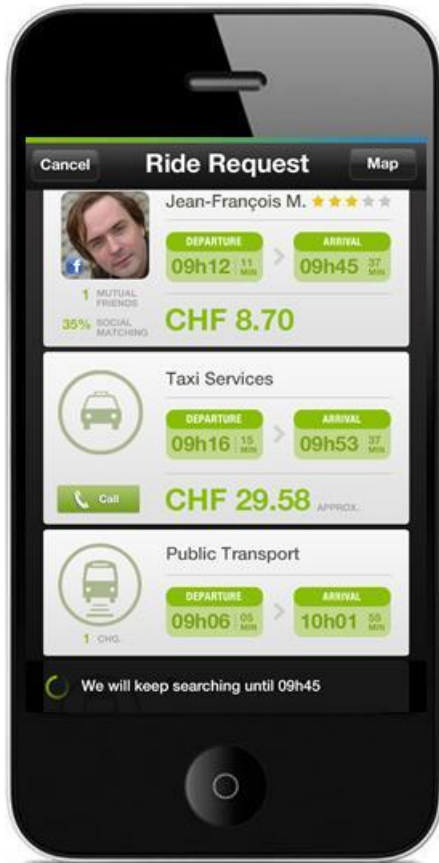 Cancel
Ride Request
Map
Jean-François M.
DEPARTURE
ARRIVAL
09h12 11 MIN
09h45 37 MIN
1 MUTUAL FRIENDS
35% SOCIAL MATCHING
CHF 8.70
Taxi Services
DEPARTURE
ARRIVAL
09h16 15 MIN
09h53 37 MIN
Call
CHF 29.58 APPROX.
Public Transport
DEPARTURE
ARRIVAL
09h06 05 MIN
10h01 55 MIN
1 CHG.
We will keep searching until 09h45